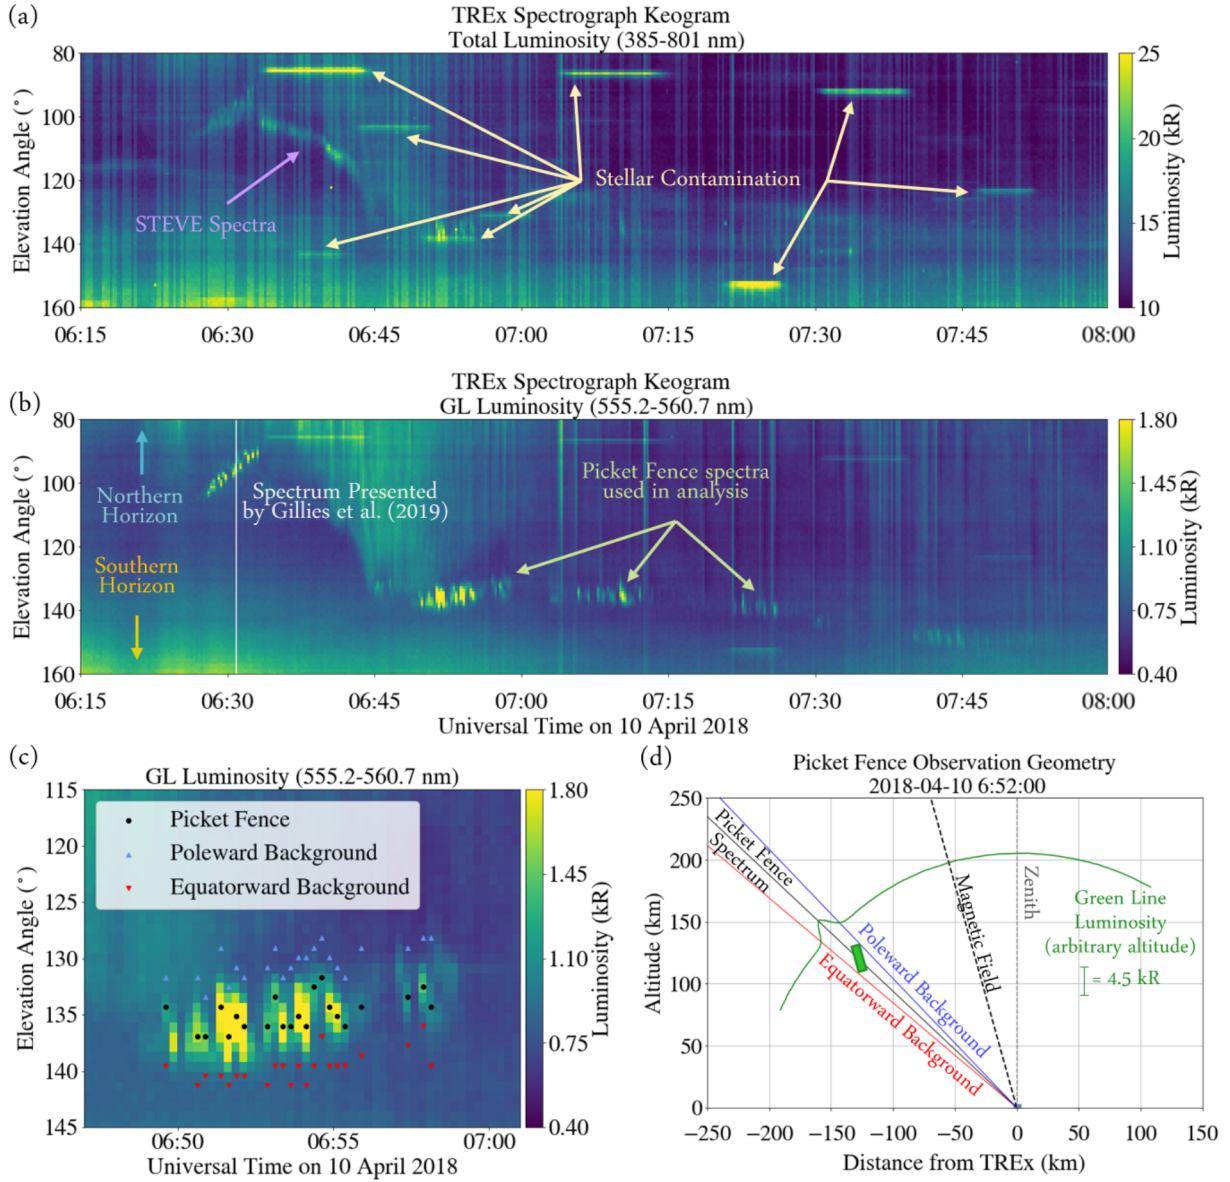 (a)
TREx Spectrograph Keogram
Total Luminosity (385-801 nm)
80
100
120
140
160
Elevation Angle (°)
STEVE Spectra
Stellar Contamination
06:15 06:30 06:45 07:00 07:15 07:30 07:45 08:00
25
20
15
10
Luminosity (kR)
(b)
TREx Spectrograph Keogram
GL Luminosity (555.2-560.7 nm)
80
100
120
140
160
Elevation Angle (°)
Northern
Horizon
Southern
Horizon
Spectrum Presented
by Gillies et al. (2019)
Picket Fence spectra
used in analysis
06:15 06:30 06:45 07:00 07:15 07:30 07:45 08:00
Universal Time on 10 April 2018
1.80
1.45
1.10
0.75
0.40
Luminosity (kR)
(c)
GL Luminosity (555.2-560.7 nm)
115
120
125
130
135
140
145
Elevation Angle (°)
Picket Fence
Poleward Background
Equatorward Background
06:50 06:55 07:00
Universal Time on 10 April 2018
1.80
1.45
1.10
0.75
0.40
Luminosity (kR)
(d)
Picket Fence Observation Geometry
2018-04-10 6:52:00
250
200
150
100
50
0
Altitude (km)
Picket Fence
Spectrum
Poleward Background
Equatorward Background
Magnetic Field
Zenith
Green Line
Luminosity
(arbitrary altitude)
= 4.5 kR
−250 −200 −150 −100 −50 0 50 100 150
Distance from TREx (km)